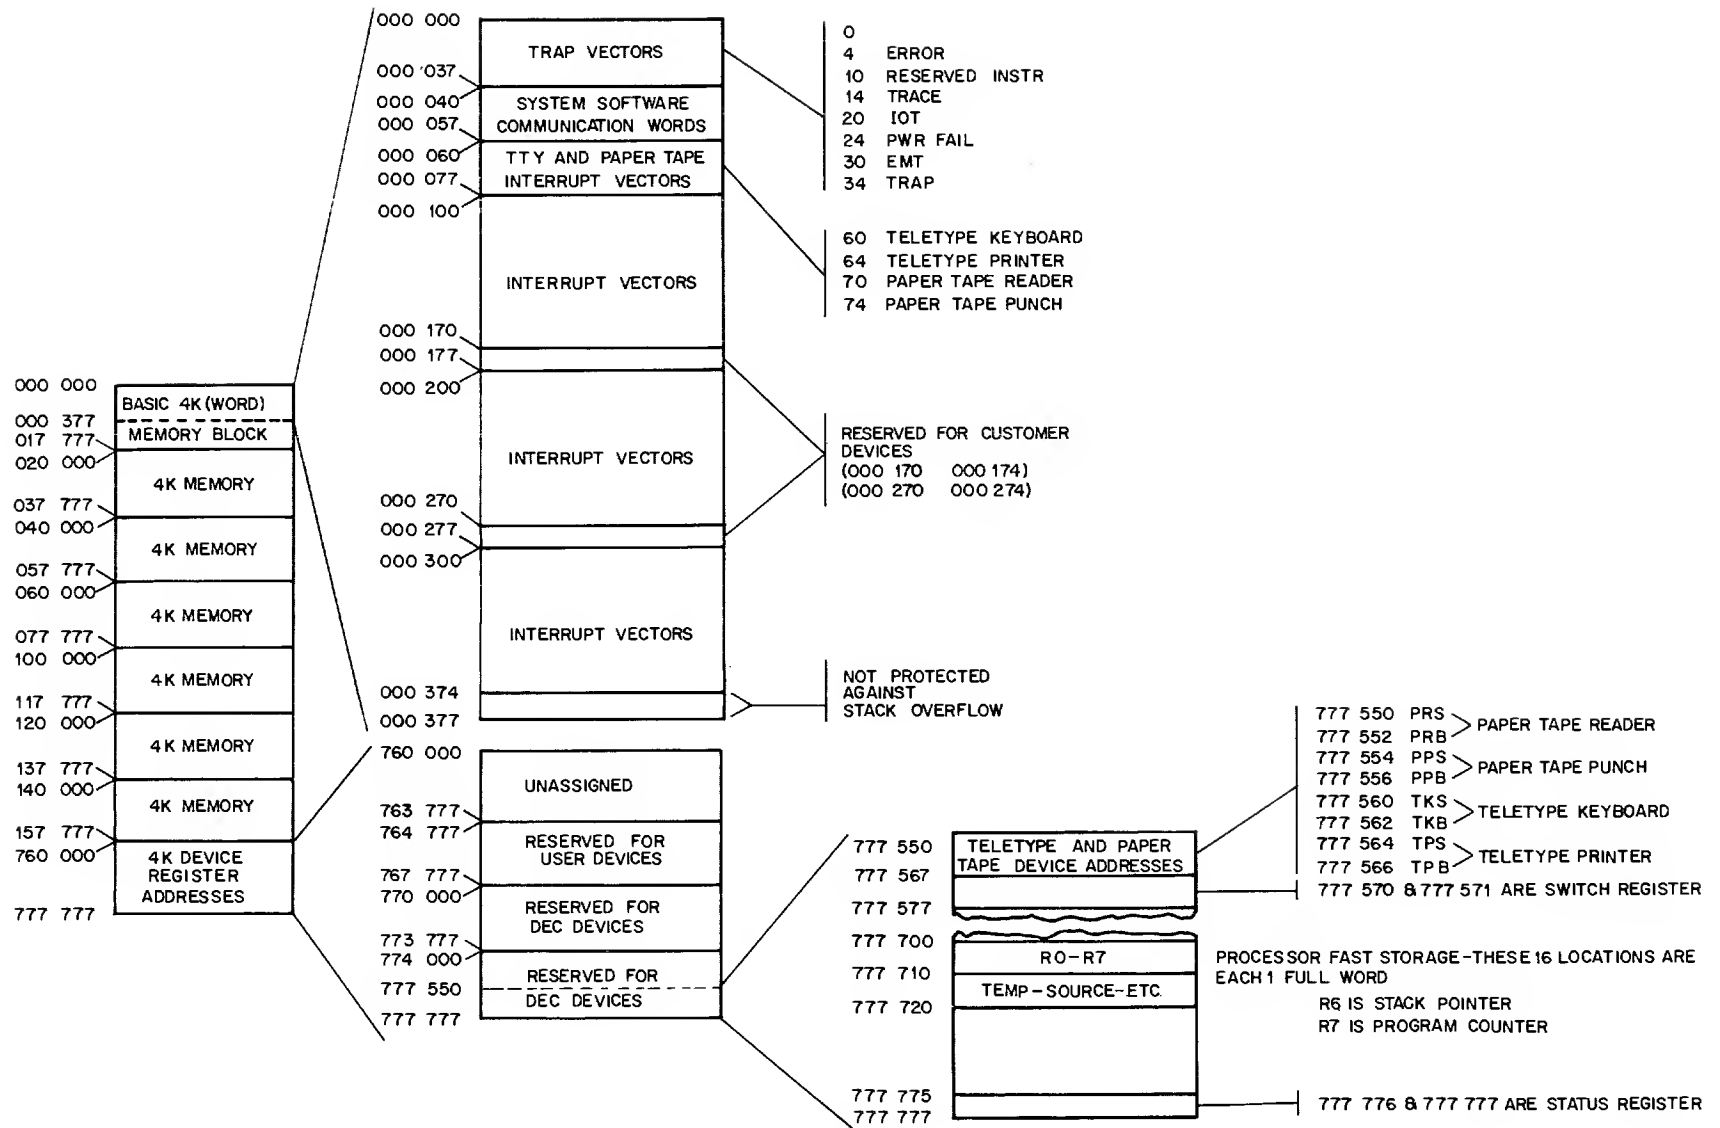 000 000
000 377
017 777
020 000
037 777
040 000
057 777
060 000
077 777
100 000
117 777
120 000
137 777
140 000
157 777
760 000
777 777
BASIC 4K (WORD)
MEMORY BLOCK
4K MEMORY
4K MEMORY
4K MEMORY
4K MEMORY
4K MEMORY
4K MEMORY
4K DEVICE
REGISTER
ADDRESSES
000 000
000 037
000 040
000 057
000 060
000 077
000 100
000 170
000 177
000 200
000 270
000 277
000 300
000 374
000 377
TRAP VECTORS
SYSTEM SOFTWARE
COMMUNICATION WORDS
TTY AND PAPER TAPE
INTERRUPT VECTORS
INTERRUPT VECTORS
INTERRUPT VECTORS
INTERRUPT VECTORS
0
4 ERROR
10 RESERVED INSTR
14 TRACE
20 IOT
24 PWR FAIL
30 EMT
34 TRAP
60 TELETYPE KEYBOARD
64 TELETYPE PRINTER
70 PAPER TAPE READER
74 PAPER TAPE PUNCH
RESERVED FOR CUSTOMER
DEVICES
(000 170 000 174)
(000 270 000 274)
NOT PROTECTED
AGAINST
STACK OVERFLOW
760 000
763 777
764 777
767 777
770 000
773 777
774 000
777 550
777 777
UNASSIGNED
RESERVED FOR
USER DEVICES
RESERVED FOR
DEC DEVICES
RESERVED FOR
DEC DEVICES
777 550
777 567
777 577
777 700
777 710
777 720
777 775
777 777
TELETYPE AND PAPER
TAPE DEVICE ADDRESSES
RO-R7
TEMP-SOURCE-ETC.
777 550 PRS
777 552 PRB
PAPER TAPE READER
777 554 PPS
777 556 PPB
PAPER TAPE PUNCH
777 560 TKS
777 562 TKB
TELETYPE KEYBOARD
777 564 TPS
777 566 TPB
TELETYPE PRINTER
777 570 & 777 571 ARE SWITCH REGISTER
PROCESSOR FAST STORAGE-THESE 16 LOCATIONS ARE
EACH 1 FULL WORD
R6 IS STACK POINTER
R7 IS PROGRAM COUNTER
777 776 & 777 777 ARE STATUS REGISTER